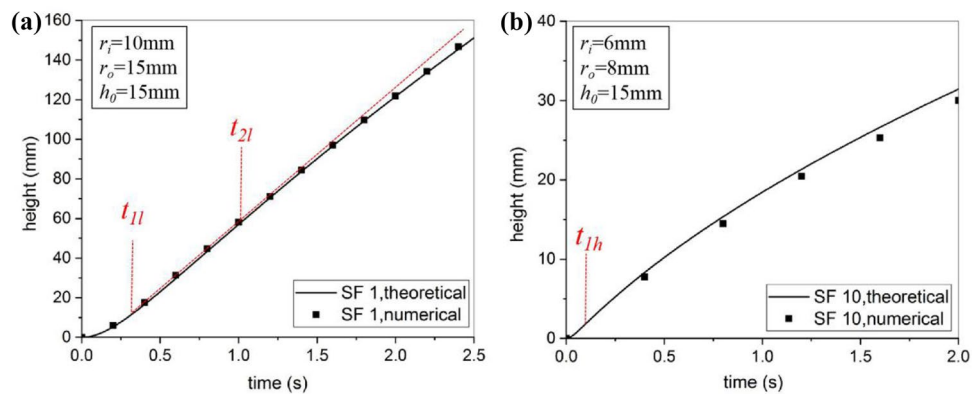 (a)
160
140
120
100
80
60
40
20
0
height (mm)
r_i=10mm
r_o=15mm
h_0=15mm
t_1l
t_2l
SF 1,theoretical
SF 1,numerical
0.0 0.5 1.0 1.5 2.0 2.5
time (s)
(b)
40
30
20
10
0
height (mm)
r_i=6mm
r_o=8mm
h_0=15mm
t_1h
SF 10,theoretical
SF 10,numerical
0.0 0.5 1.0 1.5 2.0
time (s)